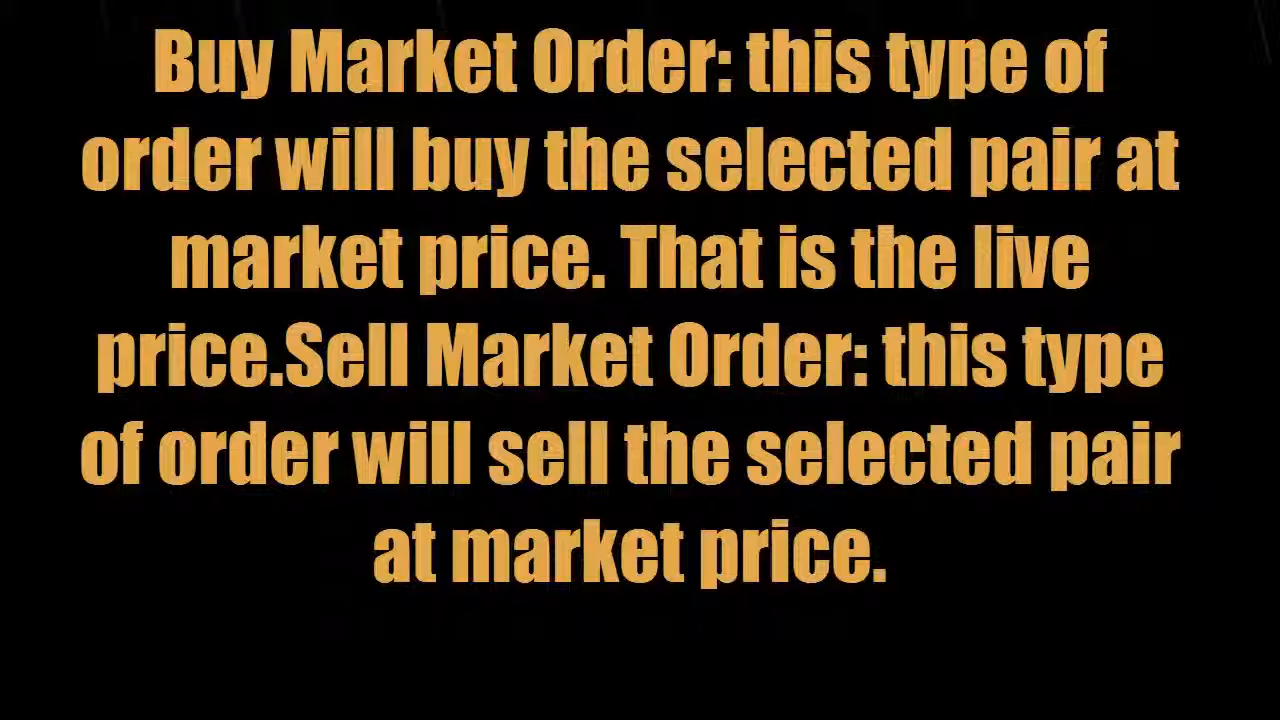 Buy Market Order: this type of
order will buy the selected pair at
market price. That is the live
price.Sell Market Order: this type
of order will sell the selected pair
at market price.